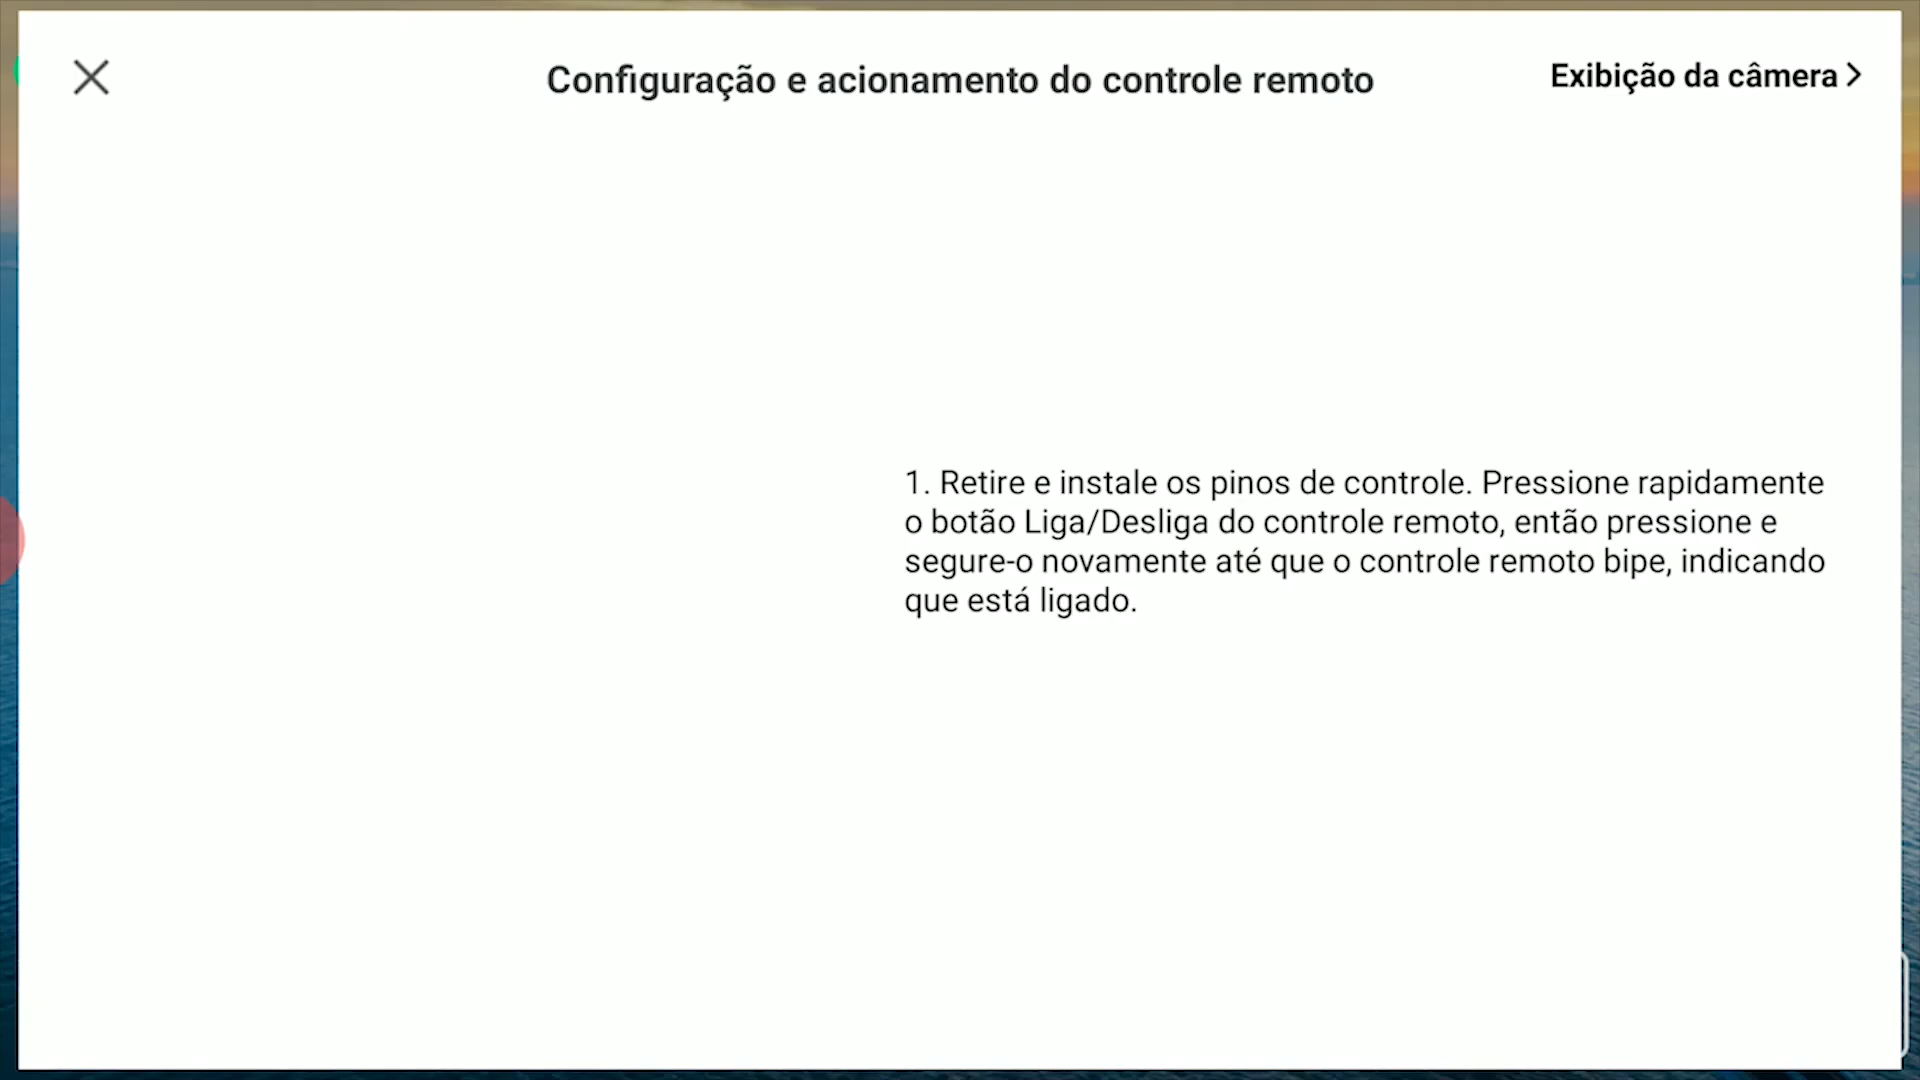 Configuração e acionamento do controle remoto
Exibição da câmera
1. Retire e instale os pinos de controle. Pressione rapidamente
o botão Liga/Desliga do controle remoto, então pressione e
segure-o novamente até que o controle remoto bipe, indicando
que está ligado.